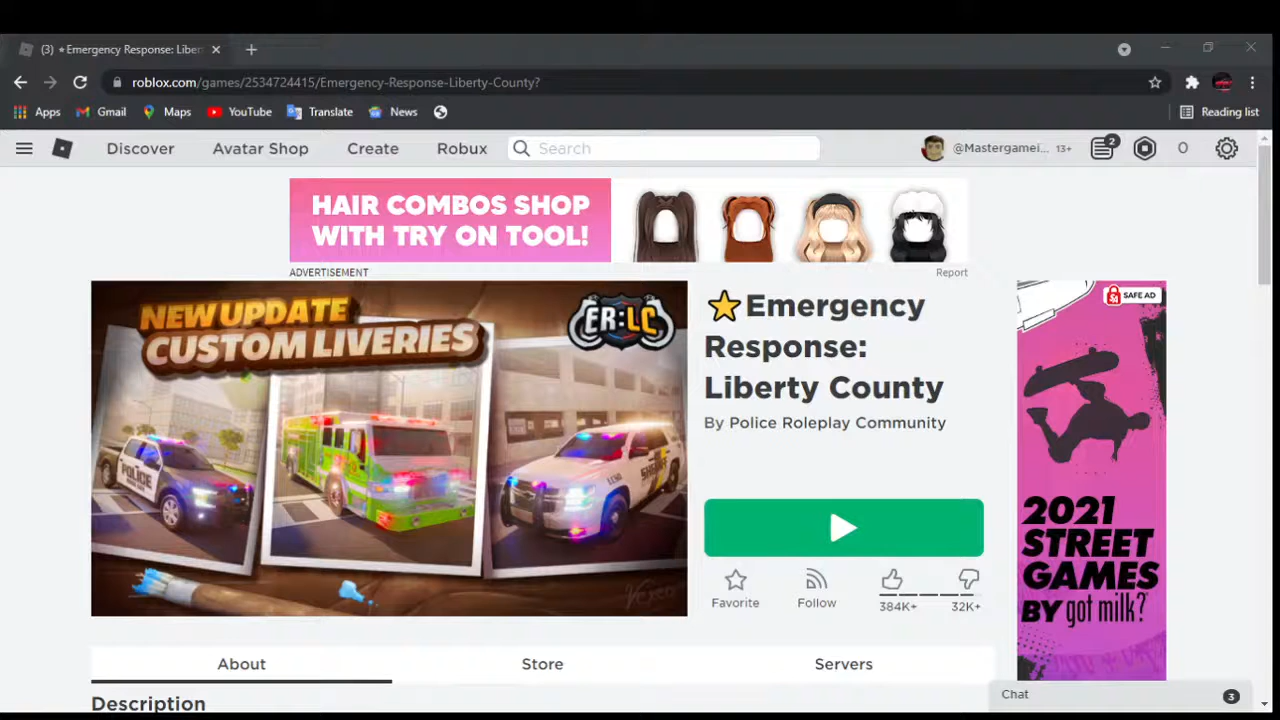 (3) ⭐Emergency Response: Liber
roblox.com/games/2534724415/Emergency-Response-Liberty-County?
Apps Gmail Maps YouTube Translate News Reading list
Discover Avatar Shop Create Robux Search @Mastergamei... 13+ 2 0
HAIR COMBOS SHOP
WITH TRY ON TOOL!
ADVERTISEMENT Report
NEW UPDATE
CUSTOM LIVERIES
ER:LC
POLICE
SHERIFF
⭐Emergency
Response:
Liberty County
By Police Roleplay Community
Favorite Follow 384K+ 32K+
SAFE AD
2021
STREET
GAMES
BY got milk?
About Store Servers
Description
Chat 3